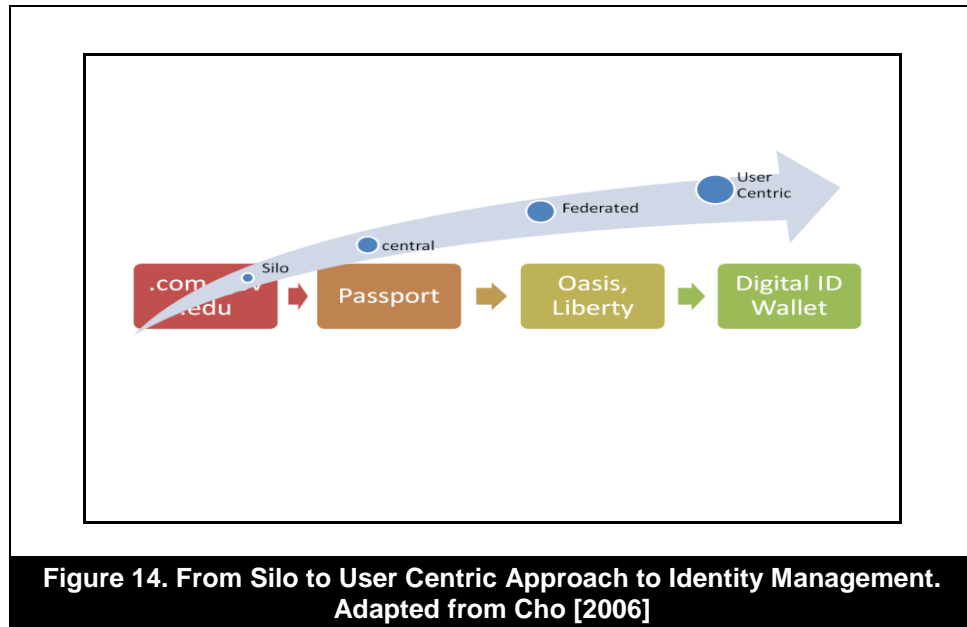 User
Centric
Federated
central
Silo
.com
.edu
Passport
Oasis,
Liberty
Digital ID
Wallet
Figure 14. From Silo to User Centric Approach to Identity Management.
Adapted from Cho [2006]